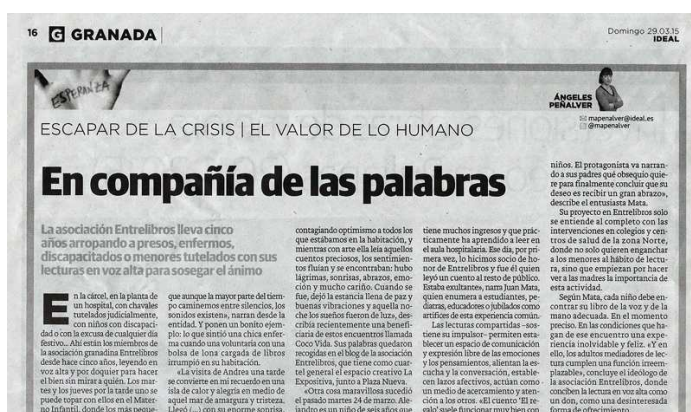 16 G GRANADA
Domingo 29.03.15
IDEAL
ESPERANZA
ÁNGELES
PEÑALVER
mapenalver@ideal.es
@mapenalver
ESCAPAR DE LA CRISIS | EL VALOR DE LO HUMANO
En compañía de las palabras
La asociación Entrelibros lleva cinco
años arropando a presos, enfermos,
discapacitados o menores tutelados con sus
lecturas en voz alta para sosegar el ánimo
En la cárcel, en la planta de
un hospital, con chavales
tutelados judicialmente,
con niños con discapaci-
dad o con la excusa de cualquier día
festivo... Ahí están los miembros de
la asociación granadina Entrelibros
desde hace cinco años, leyendo en
voz alta y por doquier para hacer
el bien sin mirar a quién. Los mar-
tes y los jueves por la tarde uno se
puede topar con ellos en el Mater-
no Infantil, donde los más peque-
que aunque la mayor parte del tiem-
po caminemos entre silencios, los
sonidos existen», narran desde la
entidad. Y ponen un bonito ejem-
plo: lo que sintió una chica enfer-
ma cuando una voluntaria con una
bolsa de lona cargada de libros
irrumpió en su habitación.
«La visita de Andrea una tarde
se convierte en mi recuerdo en una
isla de calor y alegría en medio de
aquel mar de amargura y tristeza.
Llegó (...) con su enorme sonrisa,
contagiando optimismo a todos los
que estábamos en la habitación, y
mientras con arte ella leía aquellos
cuentos preciosos, los sentimien-
tos fluían y se encontraban: hubo
lágrimas, sonrisas, abrazos, emo-
ción y mucho cariño. Cuando se
fue, dejó la estancia llena de paz y
buenas vibraciones y aquella no-
che los sueños fueron de luz», des-
cribía recientemente una benefi-
ciaria de estos encuentros llamada
Coco Vida. Sus palabras quedaron
recogidas en el blog de la asociación
Entrelibros, que tiene como cuar-
tel general el espacio creativo La
Expositiva, junto a Plaza Nueva.
«Otra cosa maravillosa sucedió
el pasado martes 24 de marzo. Ale-
jandro es un niño de seis años que
tiene muchos ingresos y que prác-
ticamente ha aprendido a leer en
el aula hospitalaria. Ese día, por pri-
mera vez, lo hicimos socio de ho-
nor de Entrelibros y fue él quien
leyó un cuento al resto de público.
Estaba exultante», narra Juan Mata,
quien enumera a estudiantes, pe-
diatras, educadores o jubilados como
artífices de esta experiencia común.
Las lecturas compartidas –sos-
tiene su impulsor– permiten esta-
blecer un espacio de comunicación
y expresión libre de las emociones
y los pensamientos, alientan la es-
cucha y la conversación, estable-
cen lazos afectivos, actúan como
un medio de acercamiento y aten-
ción a los otros. «El cuento 'El re-
galo' suele funcionar muy bien con
niños. El protagonista va narran-
do a sus padres qué obsequio quie-
re para finalmente concluir que su
deseo es recibir un gran abrazo»,
describe el entusiasta Mata.
Su proyecto en Entrelibros solo
se entiende al completo con las
intervenciones en colegios y cen-
tros de salud de la zona Norte,
donde no solo quieren enganchar
a los menores al hábito de lectu-
ra, sino que empiezan por hacer
ver a las madres la importancia de
esta actividad.
Según Mata, cada niño debe en-
contrar su libro de la voz y de la
mano adecuada. En el momento
preciso. En las condiciones que ha-
gan de ese encuentro una expe-
riencia inolvidable y feliz. «Y en
ello, los adultos mediadores de lec-
tura cumplen una función irreem-
plazable», concluye el ideólogo de
la asociación Entrelibros, donde
conciben la lectura en voz alta como
un don, como una desinteresada
forma de ofrecimiento.